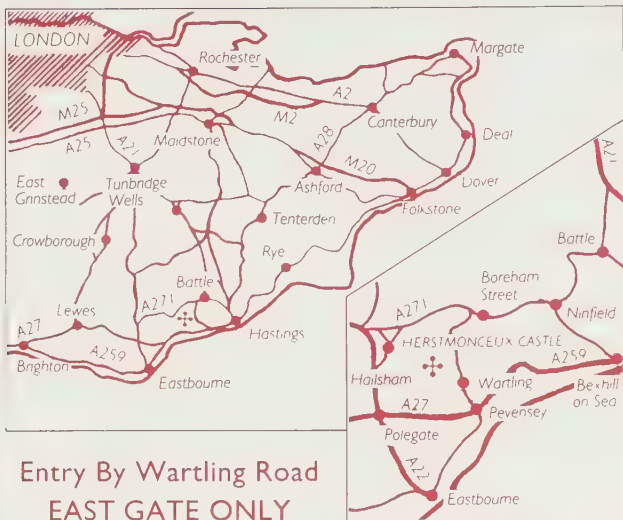 LONDON
Rochester
Margate
A2
M2
Canterbury
M25
A25
A21
Maidstone
A28
Deal
M20
East
Grinstead
Tunbridge
Wells
Ashford
Dover
Folkstone
Crowborough
Tenterden
Rye
Battle
A271
Lewes
Hastings
A27
A259
Brighton
Eastbourne
A21
Battle
Boreham
Street
Ninfield
A271
HERSTMONCEUX CASTLE
A259
Hailsham
Wartling
Bexhill
on Sea
A27
Pevensey
Polegate
A22
Eastbourne
Entry By Wartling Road
EAST GATE ONLY